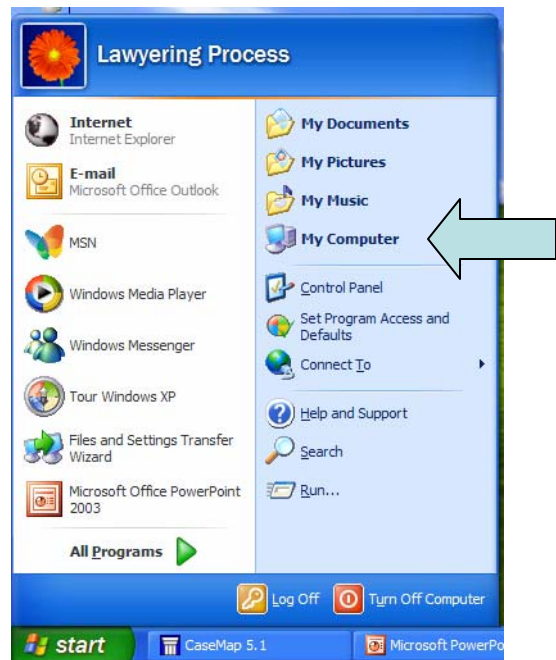 Lawyering Process
Internet
Internet Explorer
E-mail
Microsoft Office Outlook
MSN
Windows Media Player
Windows Messenger
Tour Windows XP
Files and Settings Transfer
Wizard
Microsoft Office PowerPoint
2003
All Programs
My Documents
My Pictures
My Music
My Computer
Control Panel
Set Program Access and
Defaults
Connect To
Help and Support
Search
Run...
Log Off
Turn Off Computer
start
CaseMap 5.1
Microsoft PowerPo